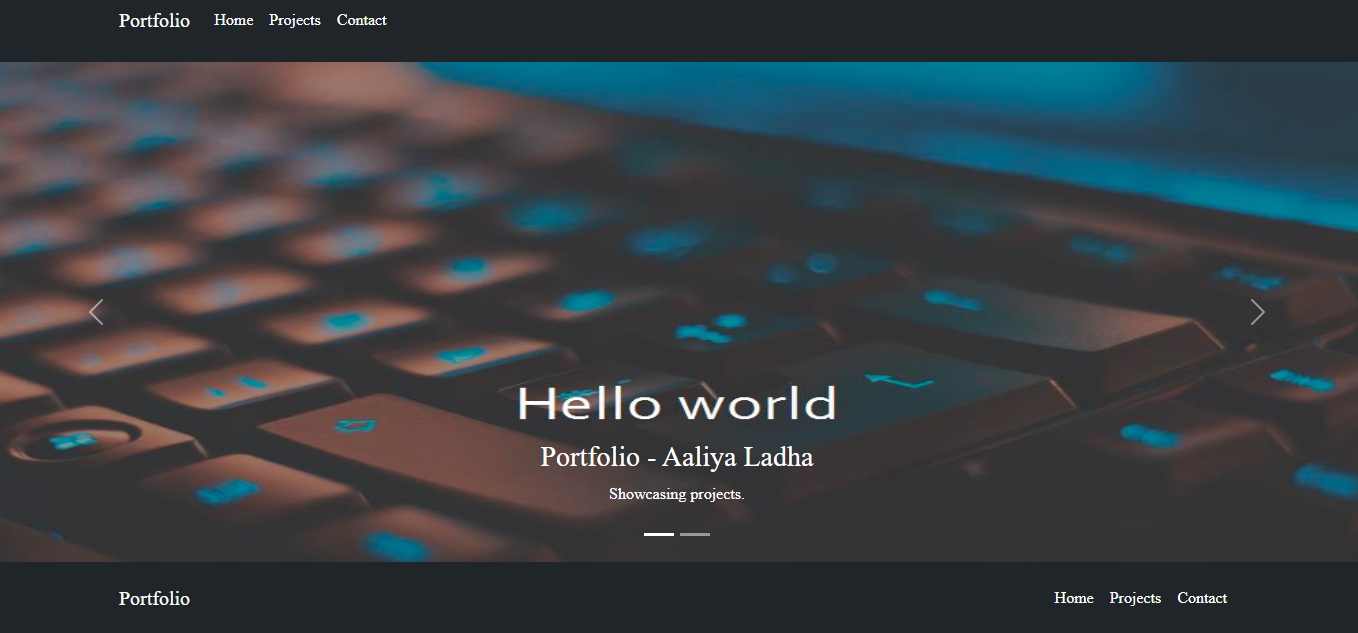 Portfolio Home Projects Contact
Hello world
Portfolio - Aaliya Ladha
Showcasing projects.
Portfolio Home Projects Contact